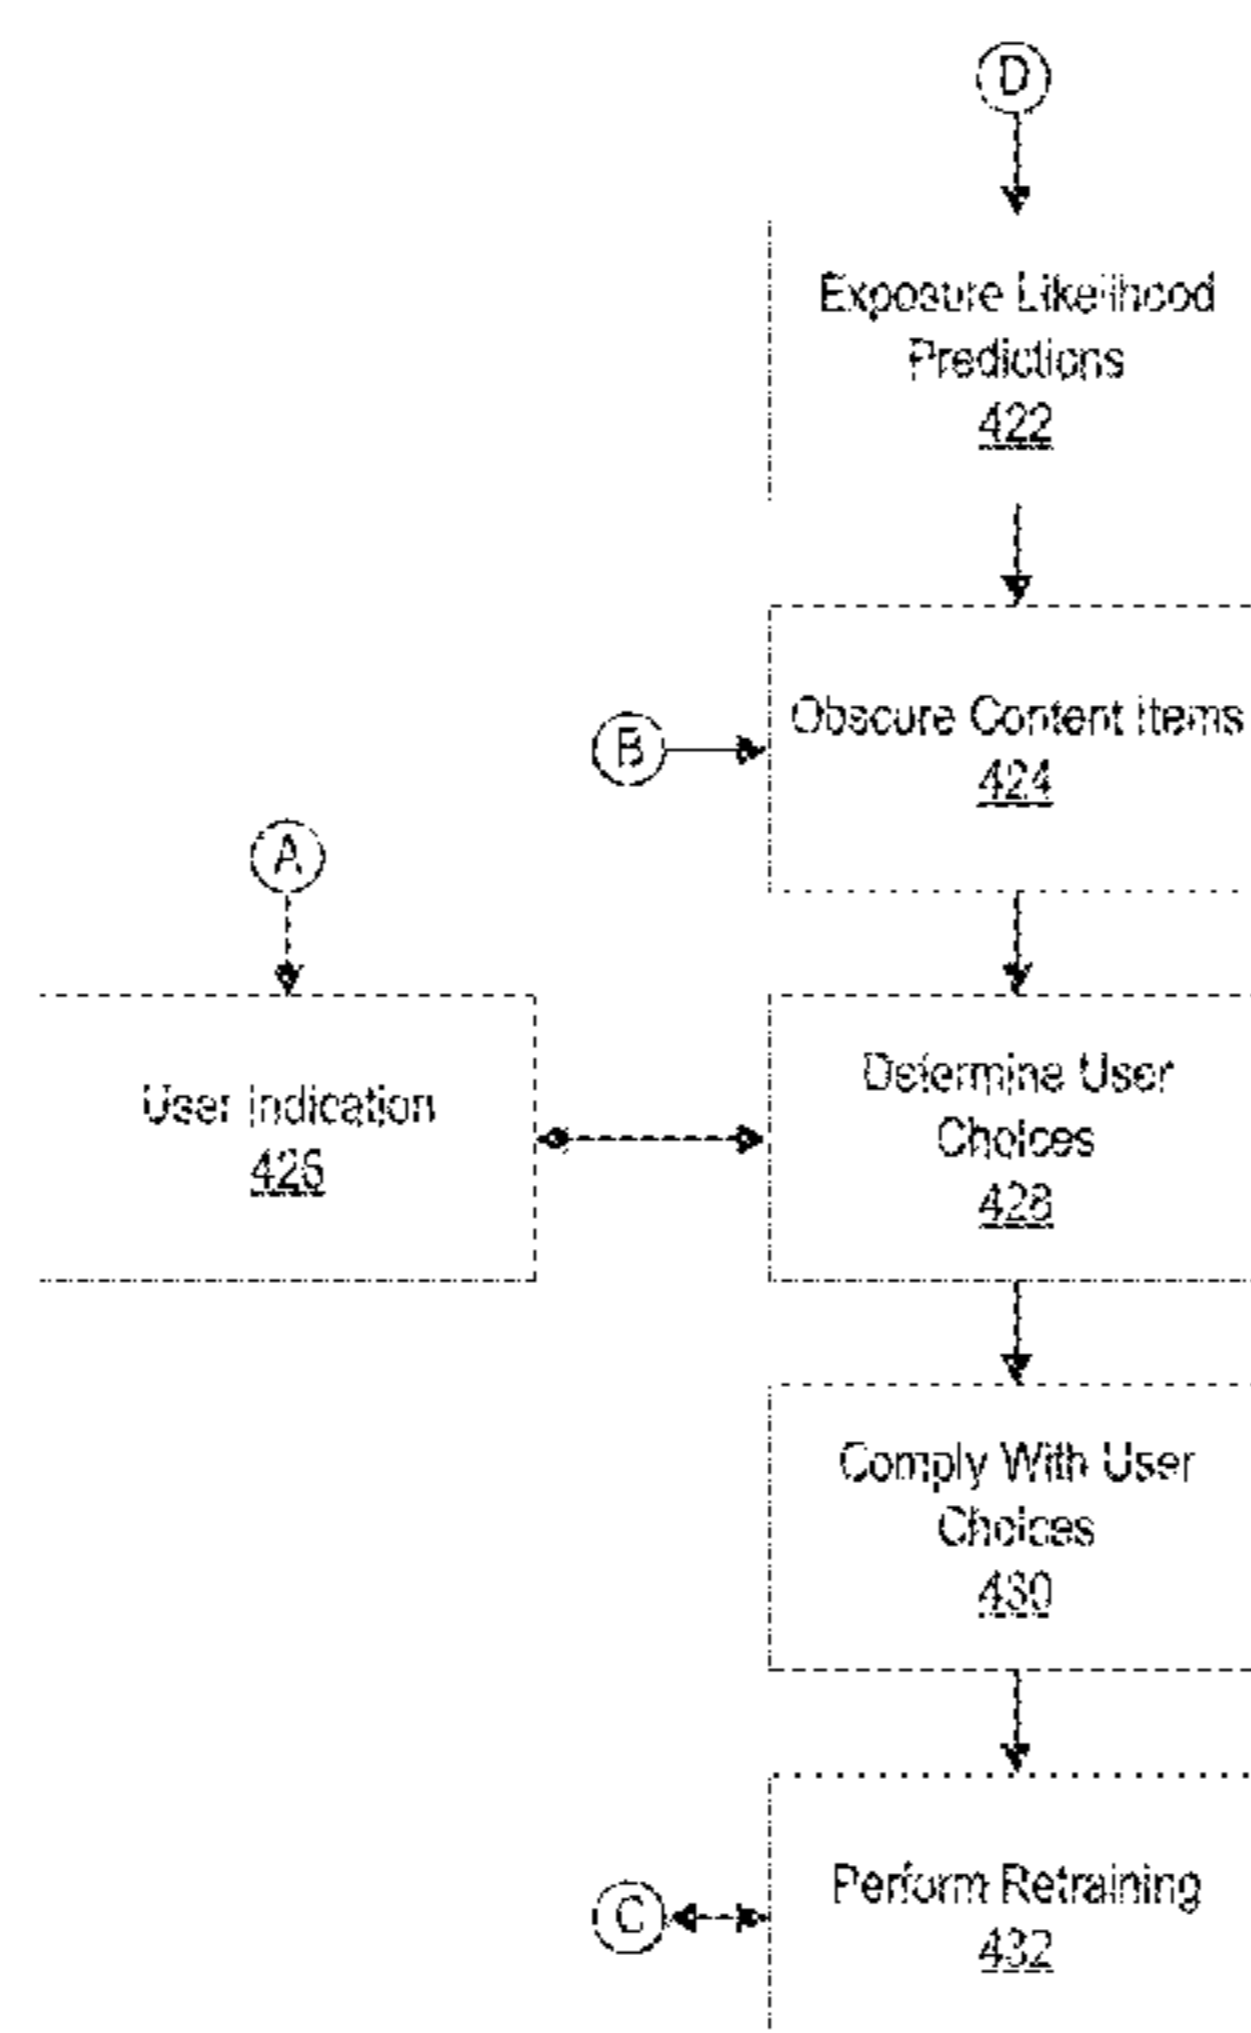 D
Exposure Likelihood
Predictions
422
Obscure Content Items
424
B
A
User Indication
426
Determine User
Choices
428
Comply With User
Choices
430
Perform Retraining
432
C